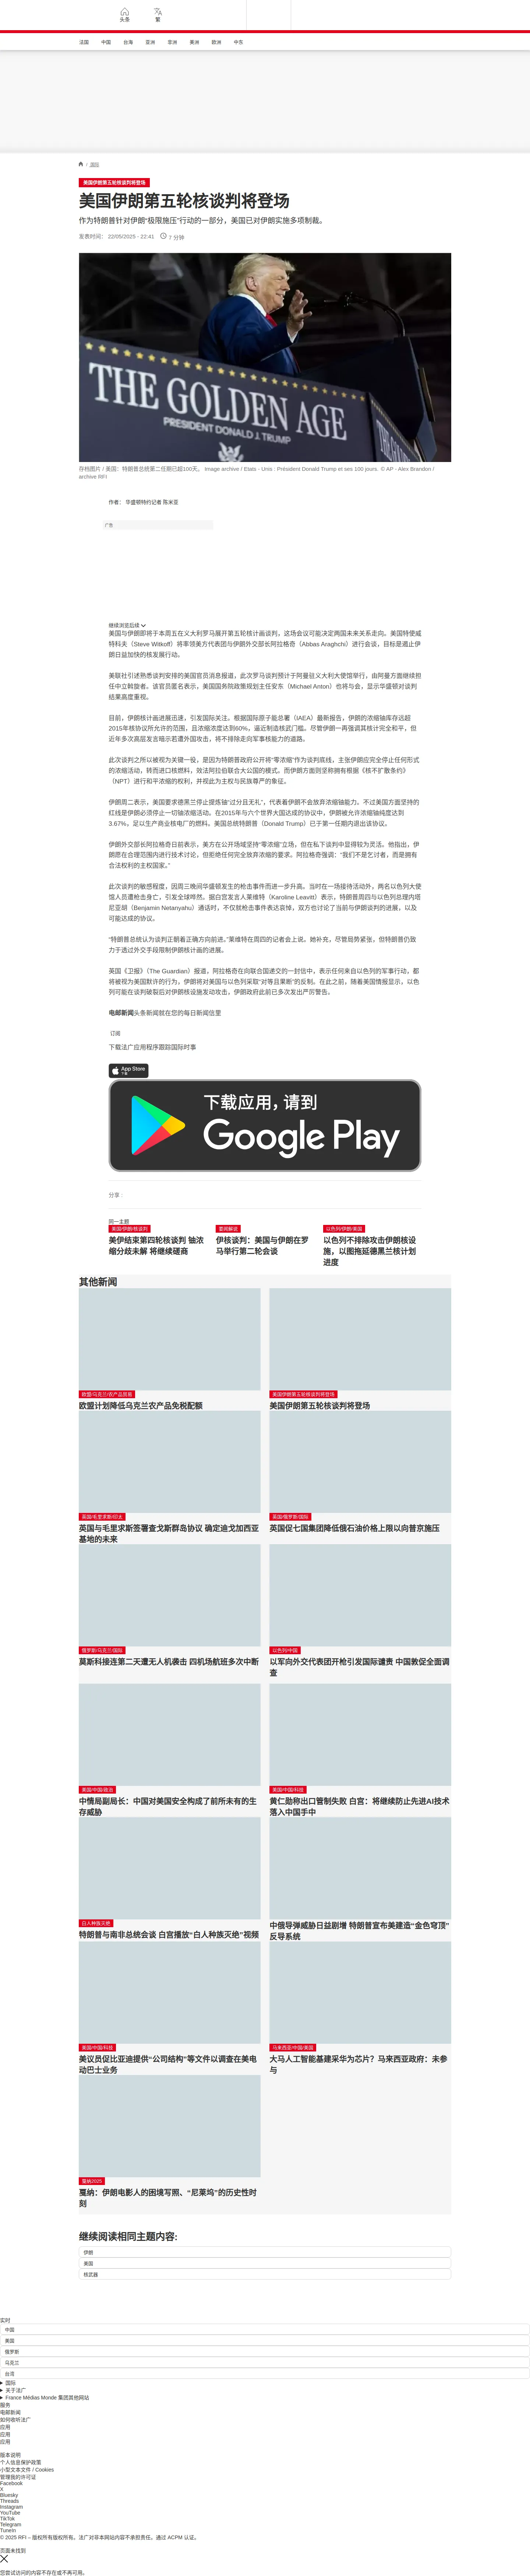 头条
繁
法国
中国
台海
亚洲
非洲
美洲
欧洲
中东
/ 国际
美国伊朗第五轮核谈判将登场
美国伊朗第五轮核谈判将登场
作为特朗普针对伊朗“极限施压”行动的一部分，美国已对伊朗实施多项制裁。
发表时间： 22/05/2025 - 22:41
7 分钟
THE GOLDEN AGE
PRESIDENT DONALD J. TRUMP
存档图片 / 美国：特朗普总统第二任期已超100天。 Image archive / Etats - Unis : Président Donald Trump et ses 100 jours. © AP - Alex Brandon /
archive RFI
作者： 华盛顿特约记者 陈米亚
广告
继续浏览后续
美国与伊朗即将于本周五在义大利罗马展开第五轮核计画谈判，这场会议可能决定两国未来关系走向。美国特使威
特科夫（Steve Witkoff）将率领美方代表团与伊朗外交部长阿拉格奇（Abbas Araghchi）进行会谈，目标是遏止伊
朗日益加快的核发展行动。
美联社引述熟悉谈判安排的美国官员消息报道，此次罗马谈判预计于阿曼驻义大利大使馆举行，由阿曼方面继续担
任中立斡旋者。该官员匿名表示，美国国务院政策规划主任安东（Michael Anton）也将与会，显示华盛顿对谈判
结果高度重视。
目前，伊朗核计画进展迅速，引发国际关注。根据国际原子能总署（IAEA）最新报告，伊朗的浓缩铀库存远超
2015年核协议所允许的范围，且浓缩浓度达到60%，逼近制造核武门槛。尽管伊朗一再强调其核计完全和平，但
近年多次高层发言暗示若遭外国攻击，将不排除走向军事核能力的道路。
此次谈判之所以被视为关键一役，是因为特朗普政府公开将“零浓缩”作为谈判底线，主张伊朗应完全停止任何形式
的浓缩活动，转而进口核燃料，效法阿拉伯联合大公国的模式。而伊朗方面则坚称拥有根据《核不扩散条约》
（NPT）进行和平浓缩的权利，并视此为主权与民族尊严的象征。
伊朗周二表示，美国要求德黑兰停止提炼铀“过分且无礼”，代表着伊朗不会放弃浓缩铀能力。不过美国方面坚持的
红线是伊朗必须停止一切铀浓缩活动。在2015年与六个世界大国达成的协议中，伊朗被允许浓缩铀纯度达到
3.67%，足以生产商业核电厂的燃料。美国总统特朗普（Donald Trump）已于第一任期内退出该协议。
伊朗外交部长阿拉格奇日前表示，美方在公开场域坚持“零浓缩”立场，但在私下谈判中显得较为灵活。他指出，伊
朗愿在合理范围内进行技术讨论，但拒绝任何完全放弃浓缩的要求。阿拉格奇强调：“我们不是乞讨者，而是拥有
合法权利的主权国家。”
此次谈判的敏感程度，因周三晚间华盛顿发生的枪击事件而进一步升高。当时在一场接待活动外，两名以色列大使
馆人员遭枪击身亡，引发全球哗然。据白宫发言人莱维特（Karoline Leavitt）表示，特朗普周四与以色列总理内塔
尼亚胡（Benjamin Netanyahu）通话时，不仅就枪击事件表达哀悼，双方也讨论了当前与伊朗谈判的进展，以及
可能达成的协议。
“特朗普总统认为谈判正朝着正确方向前进。”莱维特在周四的记者会上说。她补充，尽管局势紧张，但特朗普仍致
力于透过外交手段限制伊朗核计画的进展。
英国《卫报》（The Guardian）报道，阿拉格奇在向联合国递交的一封信中，表示任何来自以色列的军事行动，都
将被视为美国默许的行为，伊朗将对美国与以色列采取“对等且果断”的反制。在此之前，随着美国情报显示，以色
列可能在谈判破裂后对伊朗核设施发动攻击，伊朗政府此前已多次发出严厉警告。
电邮新闻头条新闻就在您的每日新闻信里
订阅
下载法广应用程序跟踪国际时事
App Store
下载
下载应用，请到
Google Play
分享 :
同一主题
美国/伊朗/核谈判
美伊结束第四轮核谈判 铀浓
缩分歧未解 将继续磋商
要闻解说
伊核谈判：美国与伊朗在罗
马举行第二轮会谈
以色列/伊朗/美国
以色列不排除攻击伊朗核设
施，以图拖延德黑兰核计划
进度
其他新闻
欧盟/乌克兰/农产品贸易
欧盟计划降低乌克兰农产品免税配额
美国伊朗第五轮核谈判将登场
美国伊朗第五轮核谈判将登场
英国/毛里求斯/印太
英国与毛里求斯签署查戈斯群岛协议 确定迪戈加西亚
基地的未来
英国/俄罗斯/国际
英国促七国集团降低俄石油价格上限以向普京施压
俄罗斯/乌克兰/国际
莫斯科接连第二天遭无人机袭击 四机场航班多次中断
以色列/中国
以军向外交代表团开枪引发国际谴责 中国敦促全面调
查
美国/中国/政治
中情局副局长：中国对美国安全构成了前所未有的生
存威胁
美国/中国/科技
黄仁勋称出口管制失败 白宫：将继续防止先进AI技术
落入中国手中
白人种族灭绝
特朗普与南非总统会谈 白宫播放“白人种族灭绝”视频
中俄导弹威胁日益剧增 特朗普宣布美建造“金色穹顶”
反导系统
美国/中国/科技
美议员促比亚迪提供“公司结构”等文件以调查在美电
动巴士业务
马来西亚/中国/美国
大马人工智能基建采华为芯片？马来西亚政府：未参
与
戛纳2025
戛纳：伊朗电影人的困境写照、“尼莱坞”的历史性时
刻
继续阅读相同主题内容:
伊朗
美国
核武器
实时
中国
美国
俄罗斯
乌克兰
台湾
国际
关于法广
France Médias Monde 集团其他网站
服务
电邮新闻
如何收听法广
应用
应用
应用
版本说明
个人信息保护政策
小型文本文件 / Cookies
管理我的许可证
Facebook
X
Bluesky
Threads
Instagram
YouTube
TikTok
Telegram
TuneIn
© 2025 RFI – 版权所有版权所有。法广对非本网站内容不承担责任。通过 ACPM 认证。
页面未找到
您尝试访问的内容不存在或不再可用。